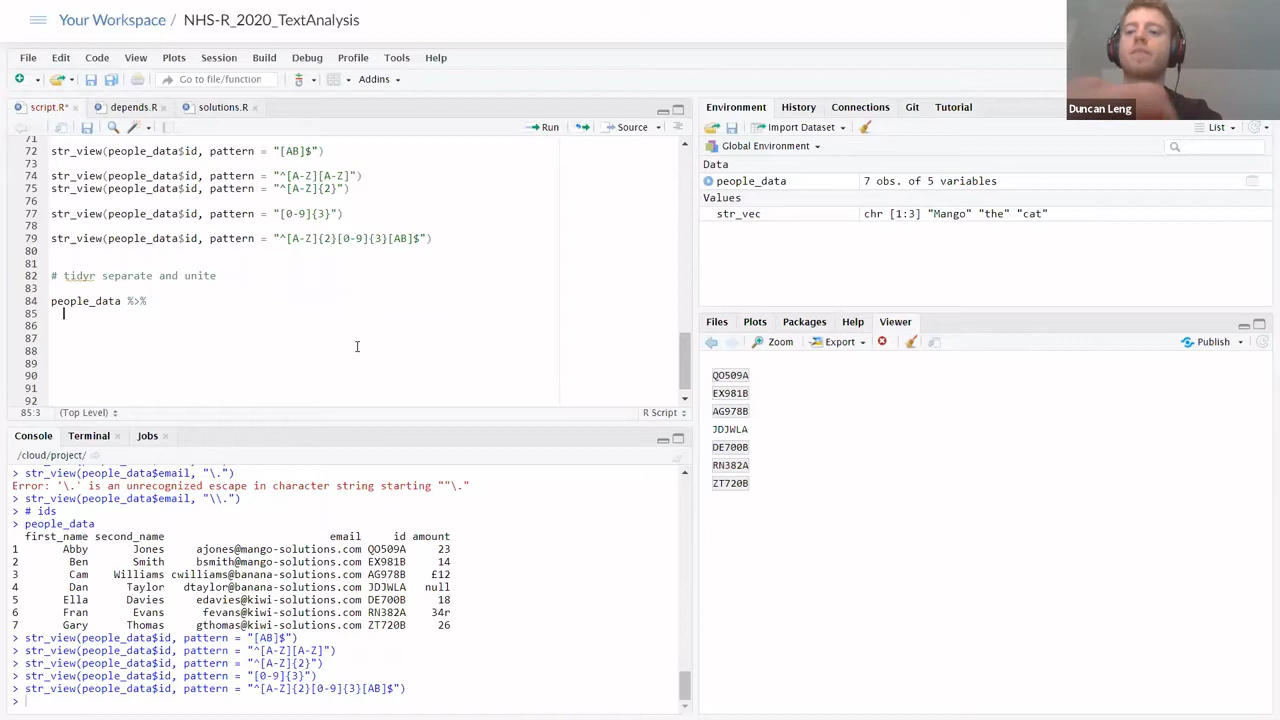 Your Workspace / NHS-R_2020_TextAnalysis
Duncan Leng
File Edit Code View Plots Session Build Debug Profile Tools Help
Go to file/function Addins
script.R* depends.R solutions.R
Run Source
71
72 str_view(people_data$id, pattern = "[AB]$")
73
74 str_view(people_data$id, pattern = "^[A-Z][A-Z]")
75 str_view(people_data$id, pattern = "^[A-Z]{2}")
76
77 str_view(people_data$id, pattern = "[0-9]{3}")
78
79 str_view(people_data$id, pattern = "^[A-Z]{2}[0-9]{3}[AB]$")
80
81
82 # tidyr separate and unite
83
84 people_data %>%
85
86
87
88
89
90
91
92
85:3 (Top Level) R Script
Console Terminal Jobs
/cloud/project/
> str_view(people_data$email, "\.")
Error: '\.' is an unrecognized escape in character string starting ""\."
> str_view(people_data$email, "\\.")
> # ids
> people_data
first_name second_name email id amount
1 Abby Jones ajones@mango-solutions.com QO509A 23
2 Ben Smith bsmith@mango-solutions.com EX981B 14
3 Cam Williams cwilliams@banana-solutions.com AG978B £12
4 Dan Taylor dtaylor@banana-solutions.com JDJWLA null
5 Ella Davies edavies@kiwi-solutions.com DE700B 18
6 Fran Evans fevans@kiwi-solutions.com RN382A 34r
7 Gary Thomas gthomas@kiwi-solutions.com ZT720B 26
> str_view(people_data$id, pattern = "[AB]$")
> str_view(people_data$id, pattern = "^[A-Z][A-Z]")
> str_view(people_data$id, pattern = "^[A-Z]{2}")
> str_view(people_data$id, pattern = "[0-9]{3}")
> str_view(people_data$id, pattern = "^[A-Z]{2}[0-9]{3}[AB]$")
>
Environment History Connections Git Tutorial
Import Dataset List
Global Environment
Data
people_data 7 obs. of 5 variables
Values
str_vec chr [1:3] "Mango" "the" "cat"
Files Plots Packages Help Viewer
Zoom Export Publish
QO509A
EX981B
AG978B
JDJWLA
DE700B
RN382A
ZT720B